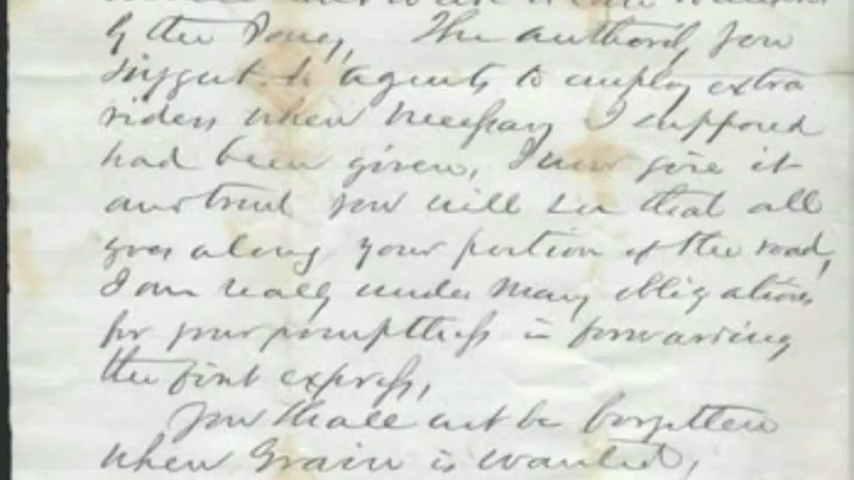 of the Pony, The authority you
suggest to agents to employ extra
riders when necessary I supposed
had been given, I now give it
and trust you will see that all
goes along your portion of the road,
I am really under many obligations
for your promptness in forwarding
the first express,
You shall not be forgotten
when Grain is wanted,